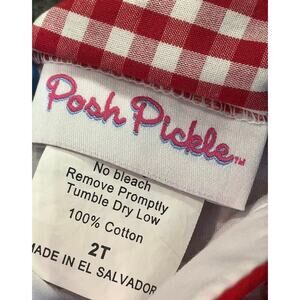 Posh Pickle™
No bleach
Remove Promptly
Tumble Dry Low
100% Cotton
2T
MADE IN EL SALVADOR